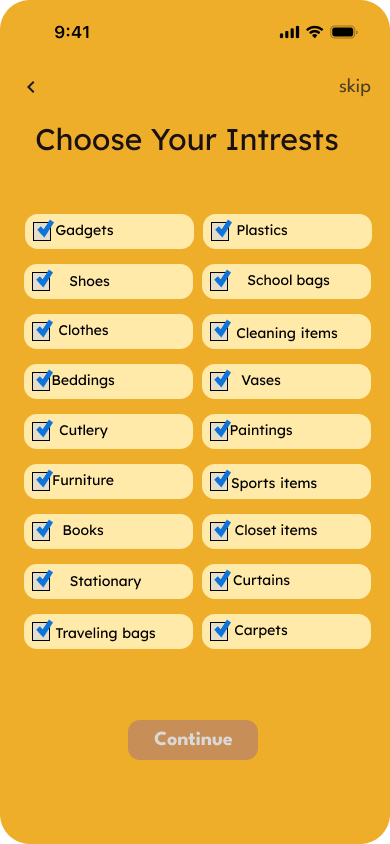 9:41
skip
Choose Your Intrests
Gadgets Plastics
Shoes School bags
Clothes Cleaning items
Beddings Vases
Cutlery Paintings
Furniture Sports items
Books Closet items
Stationary Curtains
Traveling bags Carpets
Continue